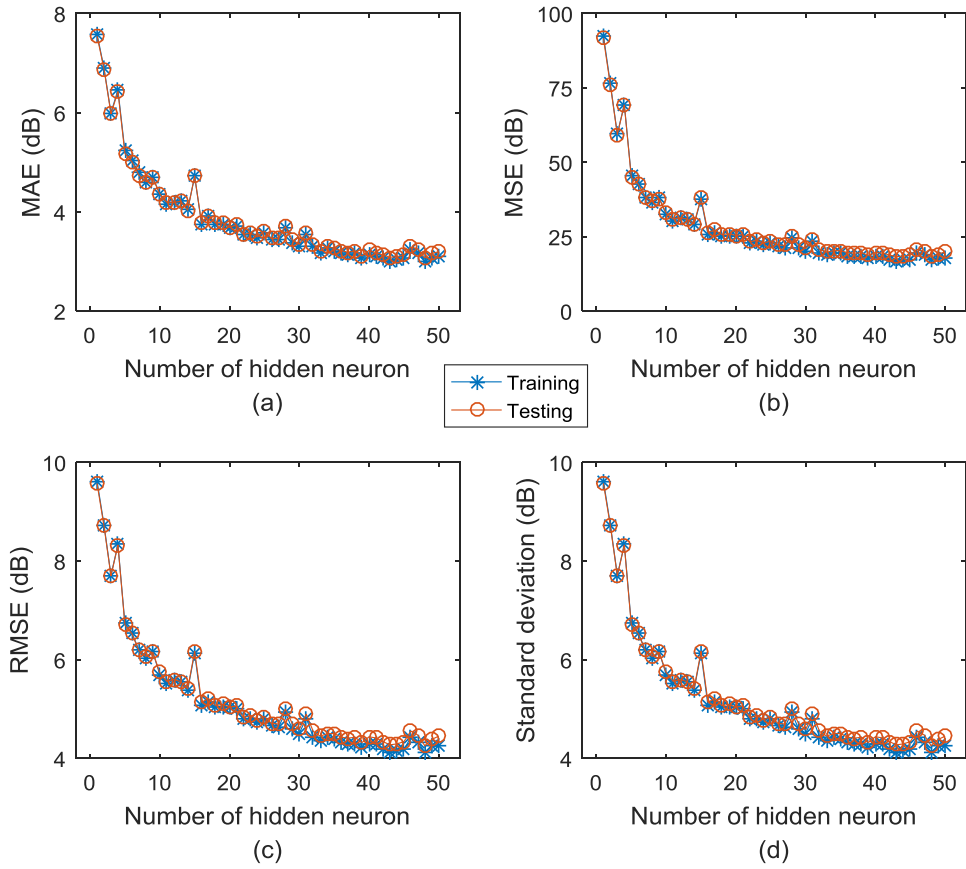 8
6
4
2
MAE (dB)
0 10 20 30 40 50
Number of hidden neuron
(a)
100
75
50
25
0
MSE (dB)
0 10 20 30 40 50
Number of hidden neuron
(b)
Training
Testing
10
8
6
4
RMSE (dB)
0 10 20 30 40 50
Number of hidden neuron
(c)
10
8
6
4
Standard deviation (dB)
0 10 20 30 40 50
Number of hidden neuron
(d)